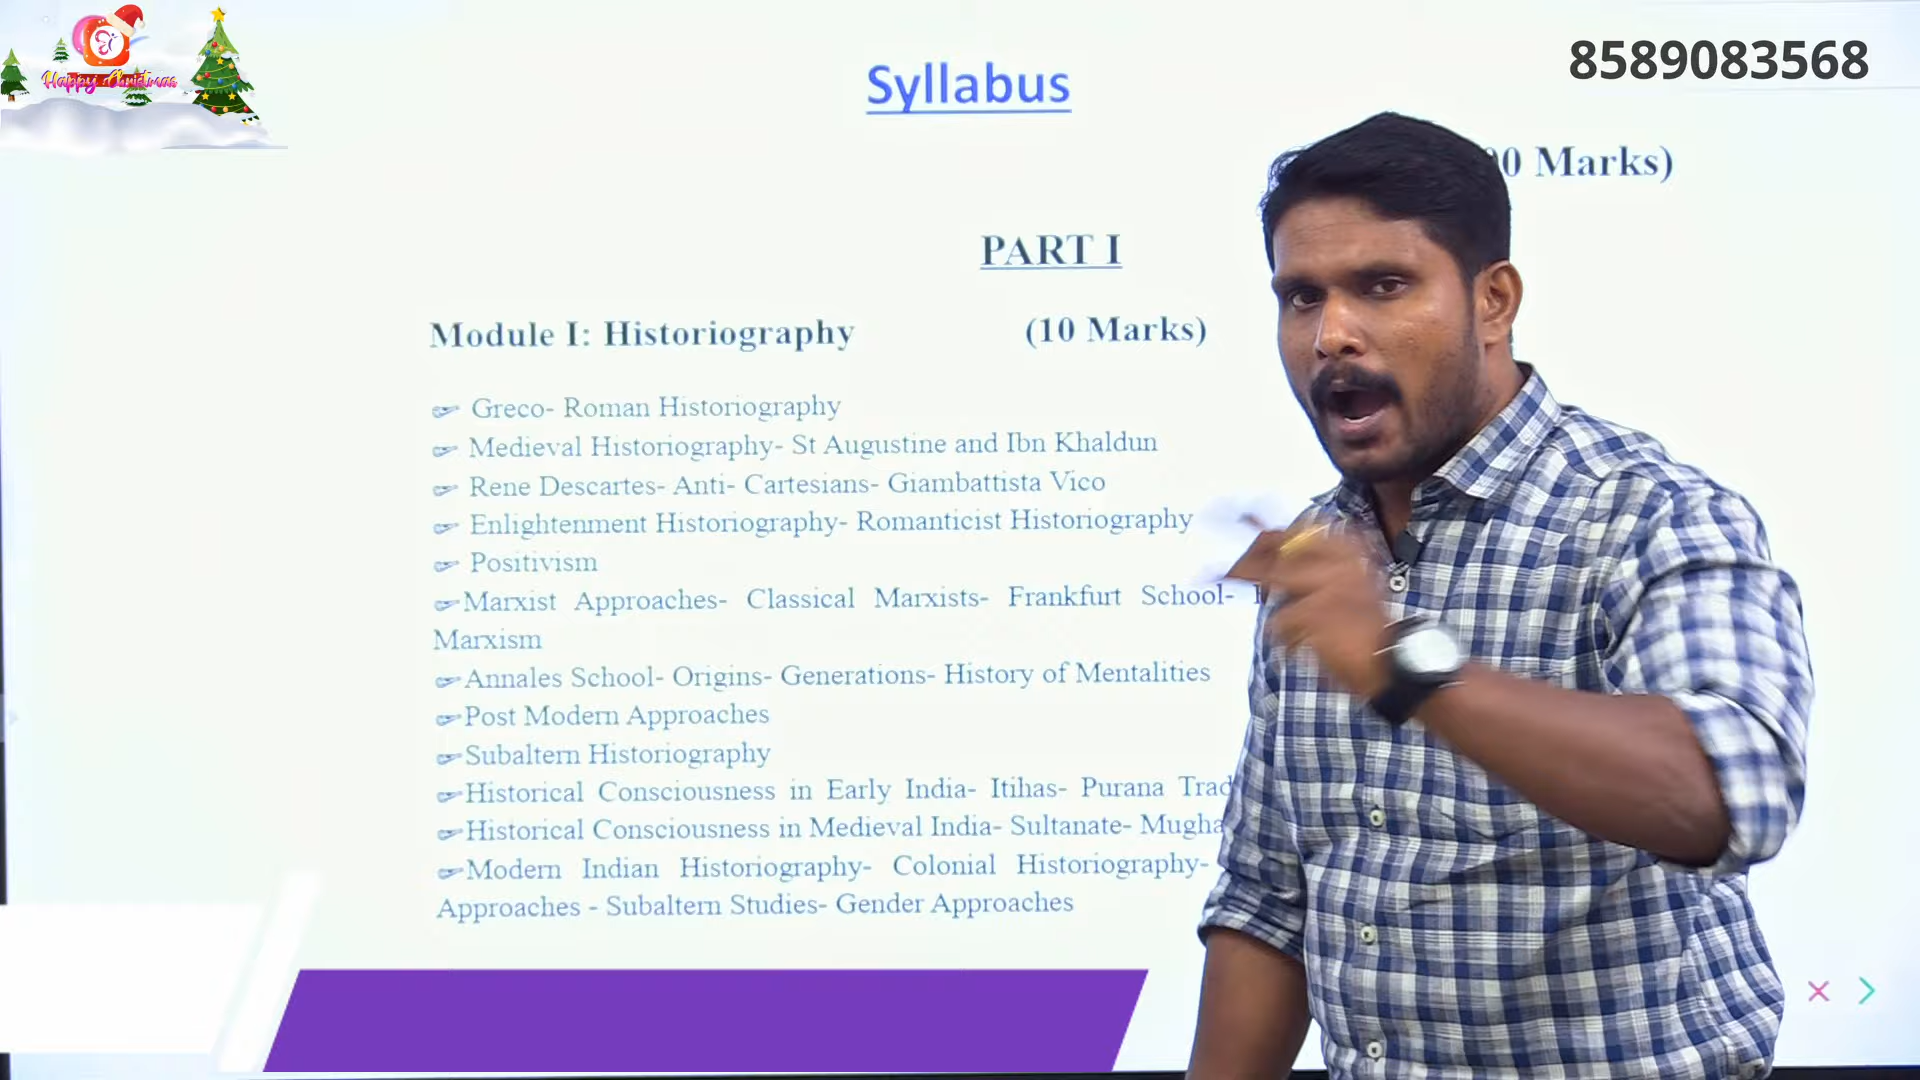 Happy Christmas
8589083568
Syllabus
Marks)
PART I
Module I: Historiography (10 Marks)
Greco- Roman Historiography
Medieval Historiography- St Augustine and Ibn Khaldun
Rene Descartes- Anti- Cartesians- Giambattista Vico
Enlightenment Historiography- Romanticist Historiography
Positivism
Marxist Approaches- Classical Marxists- Frankfurt School-
Marxism
Annales School- Origins- Generations- History of Mentalities
Post Modern Approaches
Subaltern Historiography
Historical Consciousness in Early India- Itihas- Purana
Historical Consciousness in Medieval India- Sultanate-
Modern Indian Historiography- Colonial Historiography-
Approaches - Subaltern Studies- Gender Approaches